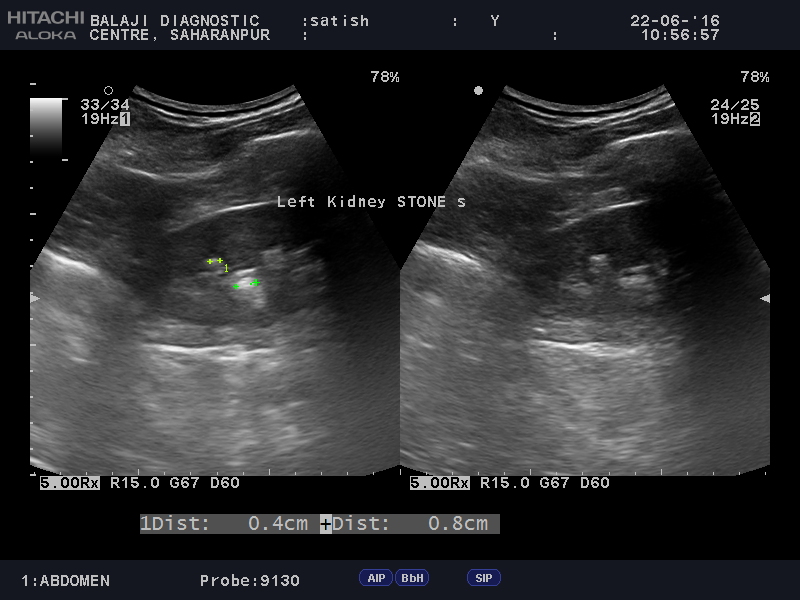 HITACHI ALOKA
BALAJI DIAGNOSTIC :satish : Y 22-06-'16
CENTRE, SAHARANPUR : : 10:56:57
78% 78%
33/34 24/25
19Hz1 19Hz2
Left Kidney STONE s
1
5.00Rx R15.0 G67 D60 5.00Rx R15.0 G67 D60
1Dist: 0.4cm +Dist: 0.8cm
1:ABDOMEN Probe:9130 AIP BbH SIP